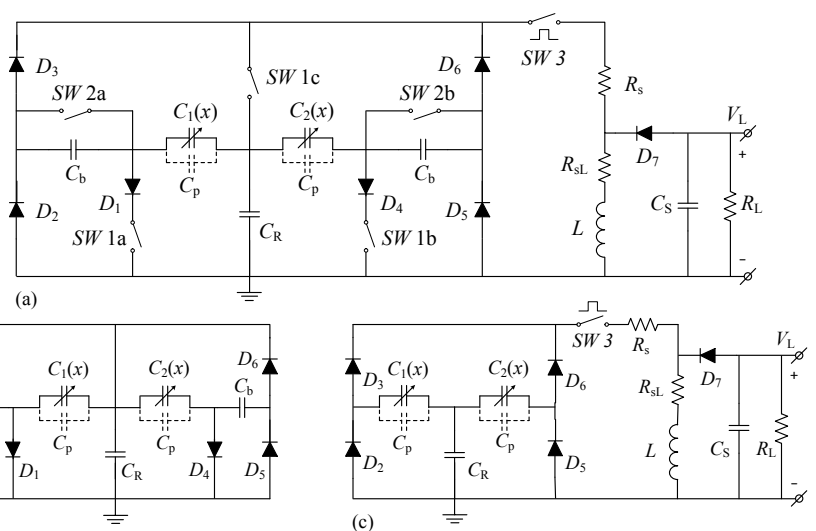 SW 3
D3
D6
SW 1c
Rs
SW 2a
SW 2b
C1(x)
C2(x)
VL
+
D7
Cb
Cp
Cp
Cb
RsL
D2
D1
D4
D5
CS
RL
CR
L
SW 1a
SW 1b
-
(a)
SW 3
Rs
VL
D6
C1(x)
C2(x)
Cb
D3
C1(x)
C2(x)
D6
D7
+
RsL
Cp
Cp
Cp
Cp
D1
CR
D4
D5
D2
CR
D5
L
CS
RL
-
(c)